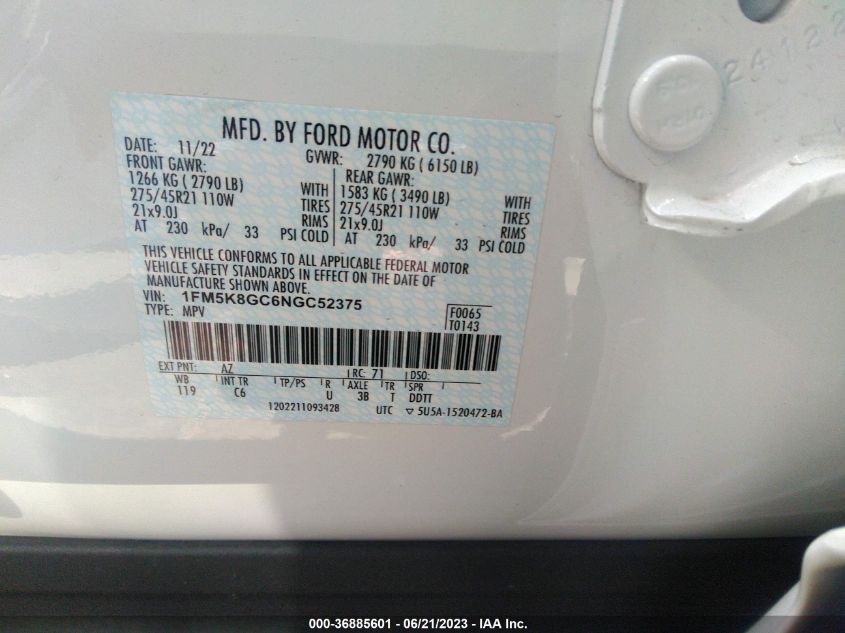 24122
MFD. BY FORD MOTOR CO.
DATE: 11/22 GVWR: 2790 KG ( 6150 LB)
FRONT GAWR: REAR GAWR:
1266 KG ( 2790 LB) WITH 1583 KG ( 3490 LB) WITH
275/45R21 110W TIRES 275/45R21 110W TIRES
21x9.0J RIMS 21x9.0J RIMS
AT 230 kPa/ 33 PSI COLD AT 230 kPa/ 33 PSI COLD
THIS VEHICLE CONFORMS TO ALL APPLICABLE FEDERAL MOTOR
VEHICLE SAFETY STANDARDS IN EFFECT ON THE DATE OF
MANUFACTURE SHOWN ABOVE.
VIN: 1FM5K8GC6NGC52375
TYPE: MPV
F0065
T0143
EXT PNT: AZ RC: 71 DSO:
WB INT TR TP/PS R AXLE TR SPR
119 C6 U 3B T DDTT
1202211093428 UTC ▽ 5U5A-1520472-BA
000-36885601 - 06/21/2023 - IAA Inc.